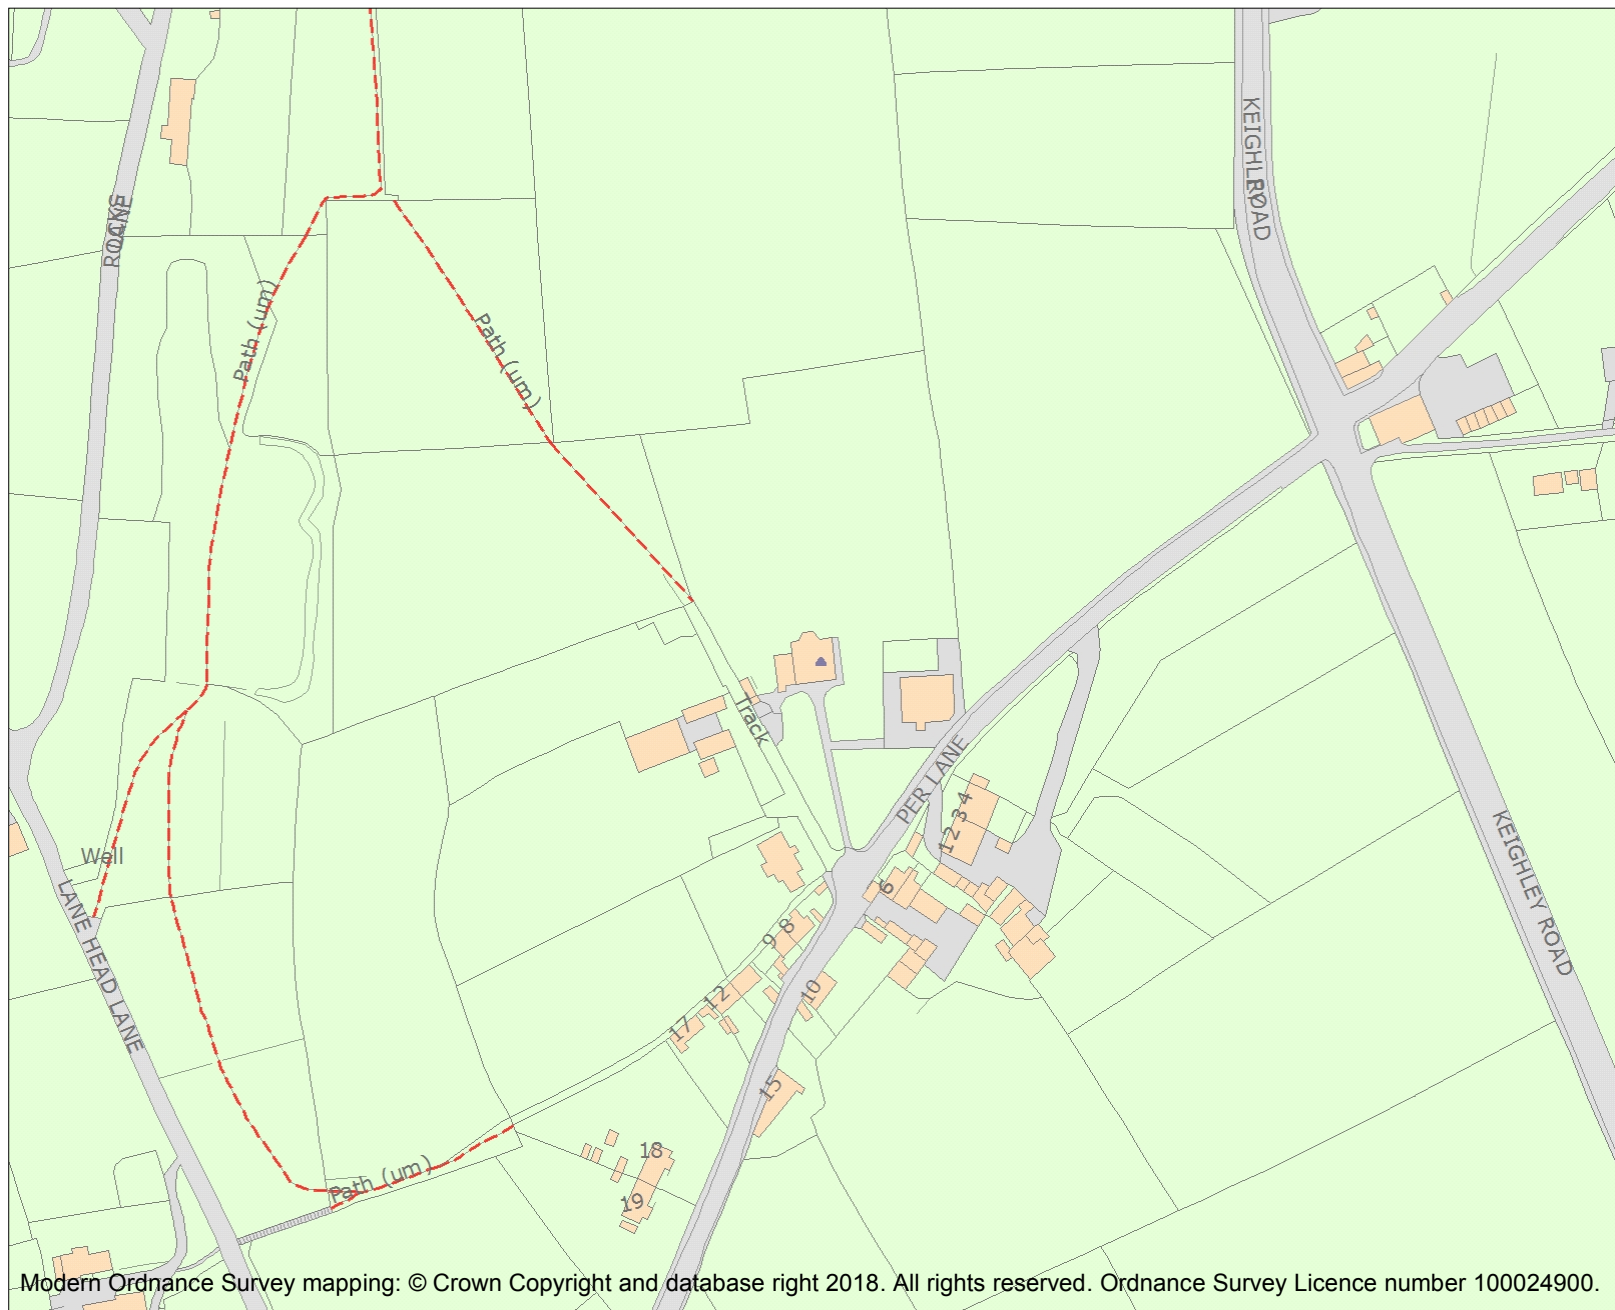 KEIGHLEY
ROAD
ROCKS
LANE
Path (um)
Path (um)
Track
PER LANE
1 2 3 4
6
Well
LANE HEAD LANE
KEIGHLEY ROAD
9 8
10
12
17
15
18
19
Path (um)
Modern Ordnance Survey mapping: © Crown Copyright and database right 2018. All rights reserved. Ordnance Survey Licence number 100024900.